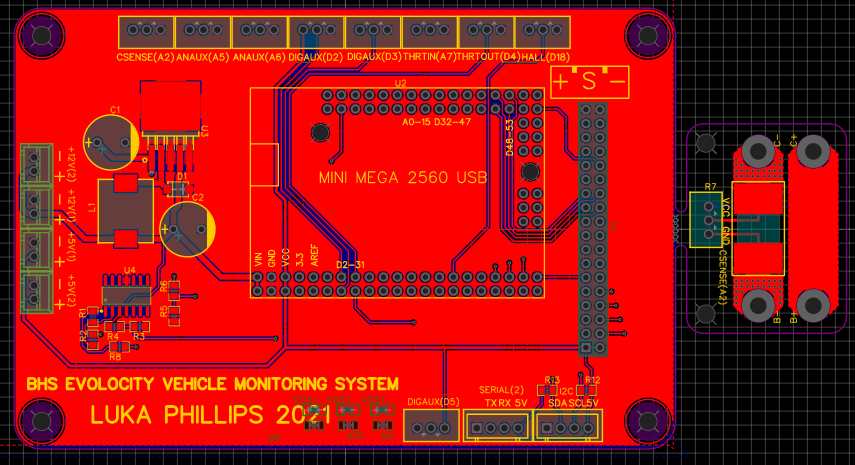 CSENSE(A2) ANAUX(A5) ANAUX(A6) DIGAUX(D2) DIGAUX(D3) THRTIN(A7) THRTOUT(D4) HALL(D18)
+ S -
U2
C1
A0-15 D32-47
D48-53
U3
+12V(2)
+12V(1)
+5V(1)
+5V(2)
D1
L1
C2
MINI MEGA 2560 USB
VIN
GND
VCC
3.3
AREF
D2-31
U4
R6
R5
R1
R2
R4 R3
R8
BHS EVOLOCITY VEHICLE MONITORING SYSTEM
LUKA PHILLIPS 2021
DIGAUX(D5)
SERIAL(2)
TX RX 5V
R13
I2C
R12
SDA SCL 5V
C-
C+
R7
VCC
GND
CSENSE(A2)
B-
B+